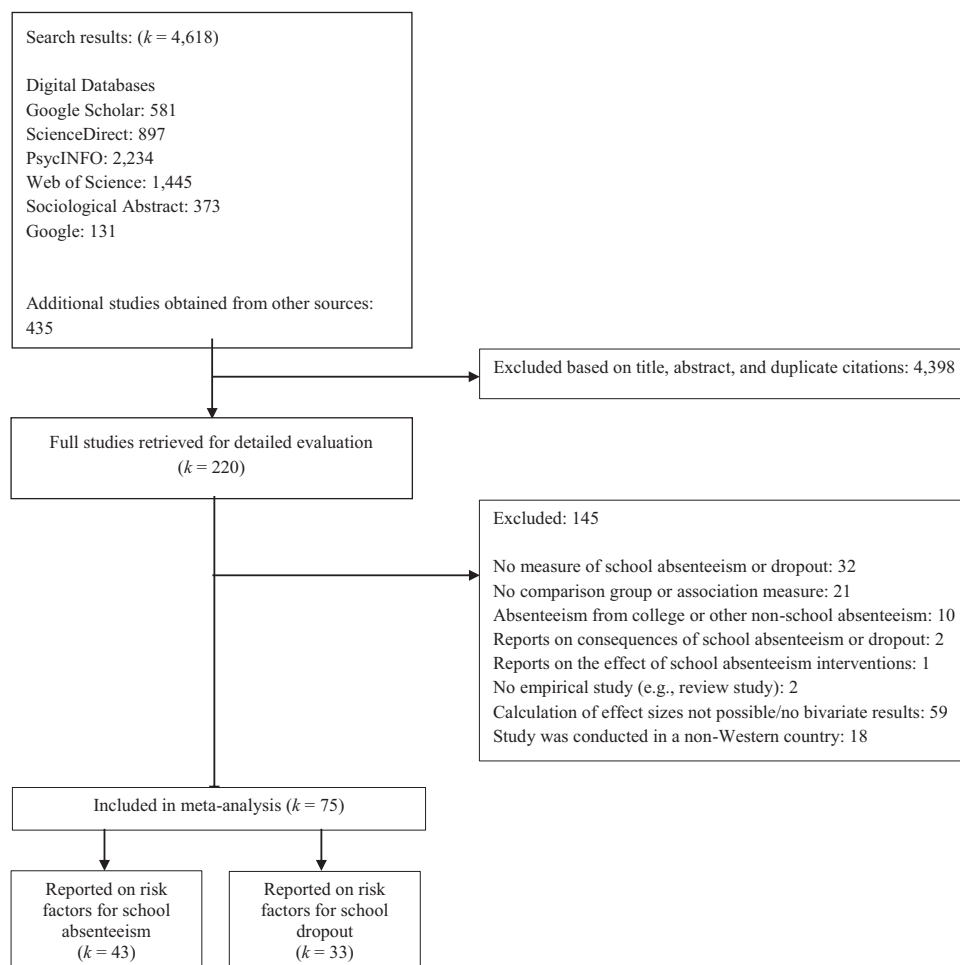 Search results: (k = 4,618)
Digital Databases
Google Scholar: 581
ScienceDirect: 897
PsycINFO: 2,234
Web of Science: 1,445
Sociological Abstract: 373
Google: 131
Additional studies obtained from other sources:
435
Excluded based on title, abstract, and duplicate citations: 4,398
Full studies retrieved for detailed evaluation
(k = 220)
Excluded: 145
No measure of school absenteeism or dropout: 32
No comparison group or association measure: 21
Absenteeism from college or other non-school absenteeism: 10
Reports on consequences of school absenteeism or dropout: 2
Reports on the effect of school absenteeism interventions: 1
No empirical study (e.g., review study): 2
Calculation of effect sizes not possible/no bivariate results: 59
Study was conducted in a non-Western country: 18
Included in meta-analysis (k = 75)
Reported on risk
factors for school
absenteeism
(k = 43)
Reported on risk
factors for school
dropout
(k = 33)